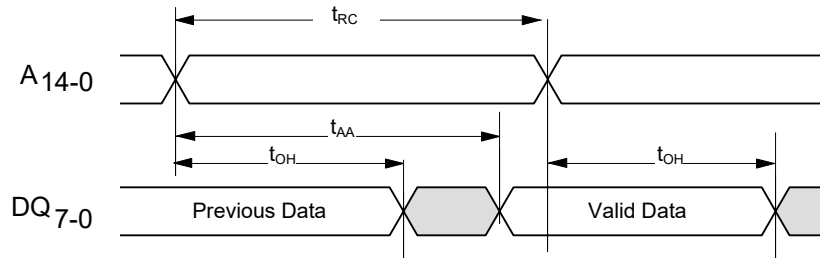 tRC
A14-0
tAA
tOH tOH
DQ7-0 Previous Data Valid Data